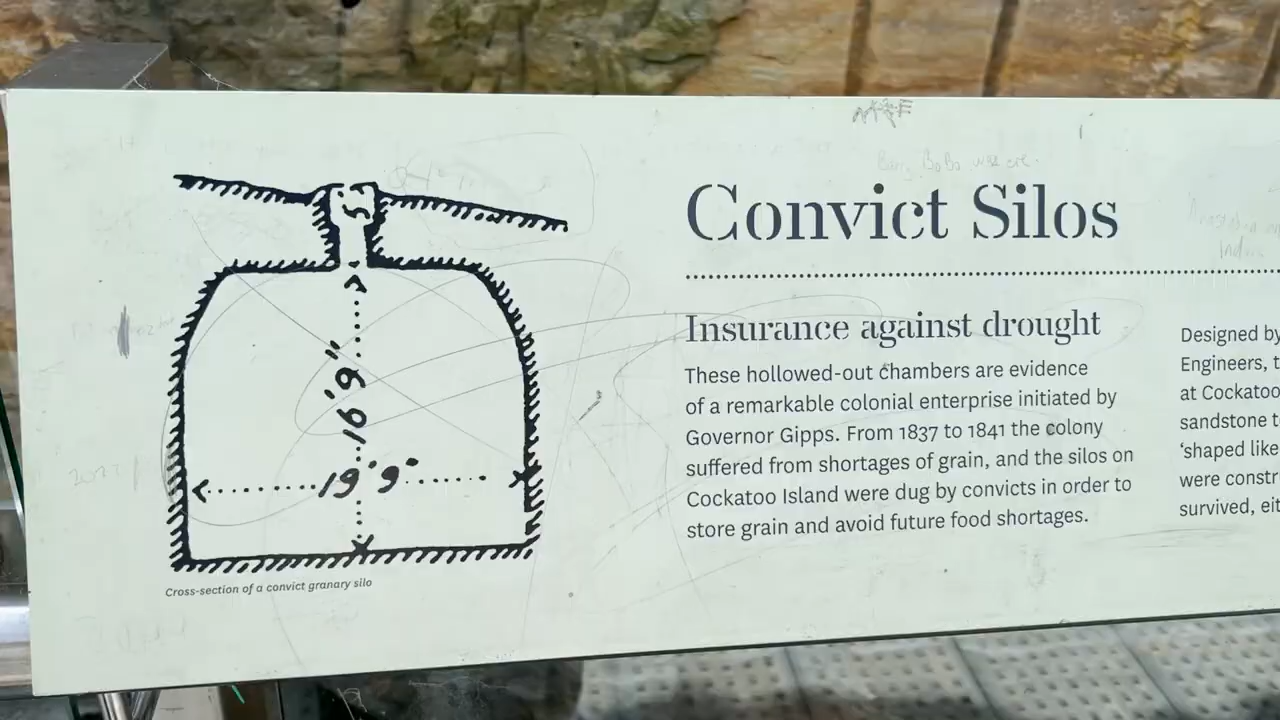 Convict Silos
Insurance against drought
These hollowed-out chambers are evidence
of a remarkable colonial enterprise initiated by
Governor Gipps. From 1837 to 1841 the colony
suffered from shortages of grain, and the silos on
Cockatoo Island were dug by convicts in order to
store grain and avoid future food shortages.
Designed by
Engineers, t
at Cockatoo
sandstone t
‘shaped like
were constr
survived, eit
16'.9"
19'9"
Cross-section of a convict granary silo